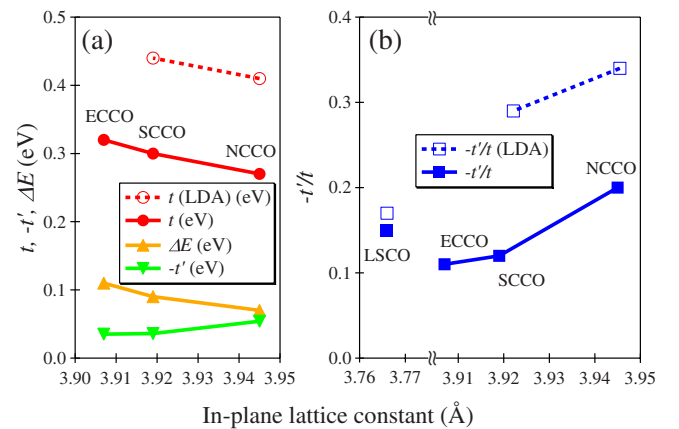 (a)
(b)
0.5
0.4
0.3
0.2
0.1
0.0
t, -t', ΔE (eV)
ECCO
SCCO
NCCO
t (LDA) (eV)
t (eV)
ΔE (eV)
-t' (eV)
3.90 3.91 3.92 3.93 3.94 3.95
0.4
0.3
0.2
0.1
0.0
-t'/t
-t'/t (LDA)
-t'/t
NCCO
LSCO
ECCO
SCCO
3.76 3.77 3.91 3.92 3.93 3.94 3.95
In-plane lattice constant (Å)